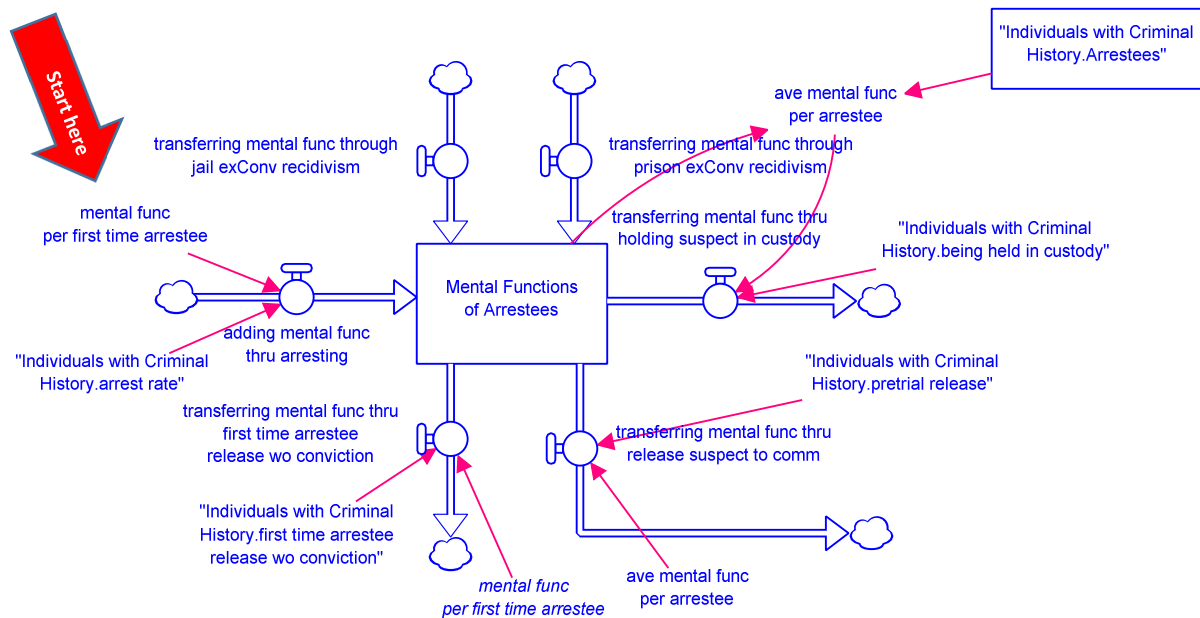 Start here
"Individuals with Criminal
History.Arrestees"
ave mental func
per arrestee
transferring mental func through
jail exConv recidivism
transferring mental func through
prison exConv recidivism
mental func
per first time arrestee
transferring mental func thru
holding suspect in custody
"Individuals with Criminal
History.being held in custody"
Mental Functions
of Arrestees
adding mental func
thru arresting
"Individuals with Criminal
History.arrest rate"
"Individuals with Criminal
History.pretrial release"
transferring mental func thru
first time arrestee
release wo conviction
transferring mental func thru
release suspect to comm
"Individuals with Criminal
History.first time arrestee
release wo conviction"
mental func
per first time arrestee
ave mental func
per arrestee